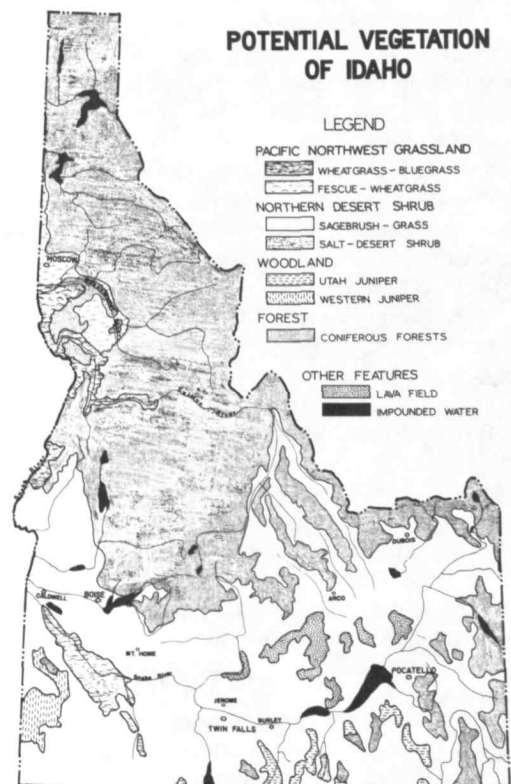 POTENTIAL VEGETATION
OF IDAHO
LEGEND
PACIFIC NORTHWEST GRASSLAND
WHEATGRASS - BLUEGRASS
FESCUE - WHEATGRASS
NORTHERN DESERT SHRUB
SAGEBRUSH - GRASS
SALT - DESERT SHRUB
WOODLAND
UTAH JUNIPER
WESTERN JUNIPER
FOREST
CONIFEROUS FORESTS
OTHER FEATURES
LAVA FIELD
IMPOUNDED WATER
MOSCOW
DUBOIS
CALDWELL
BOISE
ARCO
MT. HOME
Snake River
POCATELLO
JEROME
TWIN FALLS
BURLEY